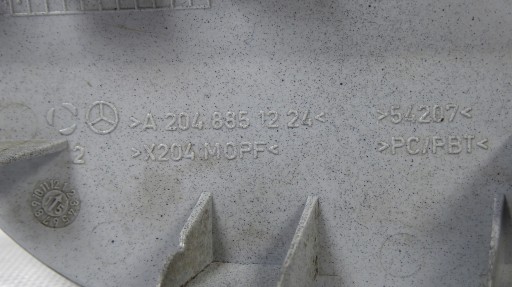 >A 204 885 12 24< >54207<
2 >X204 MOPF< >PC/PBT<